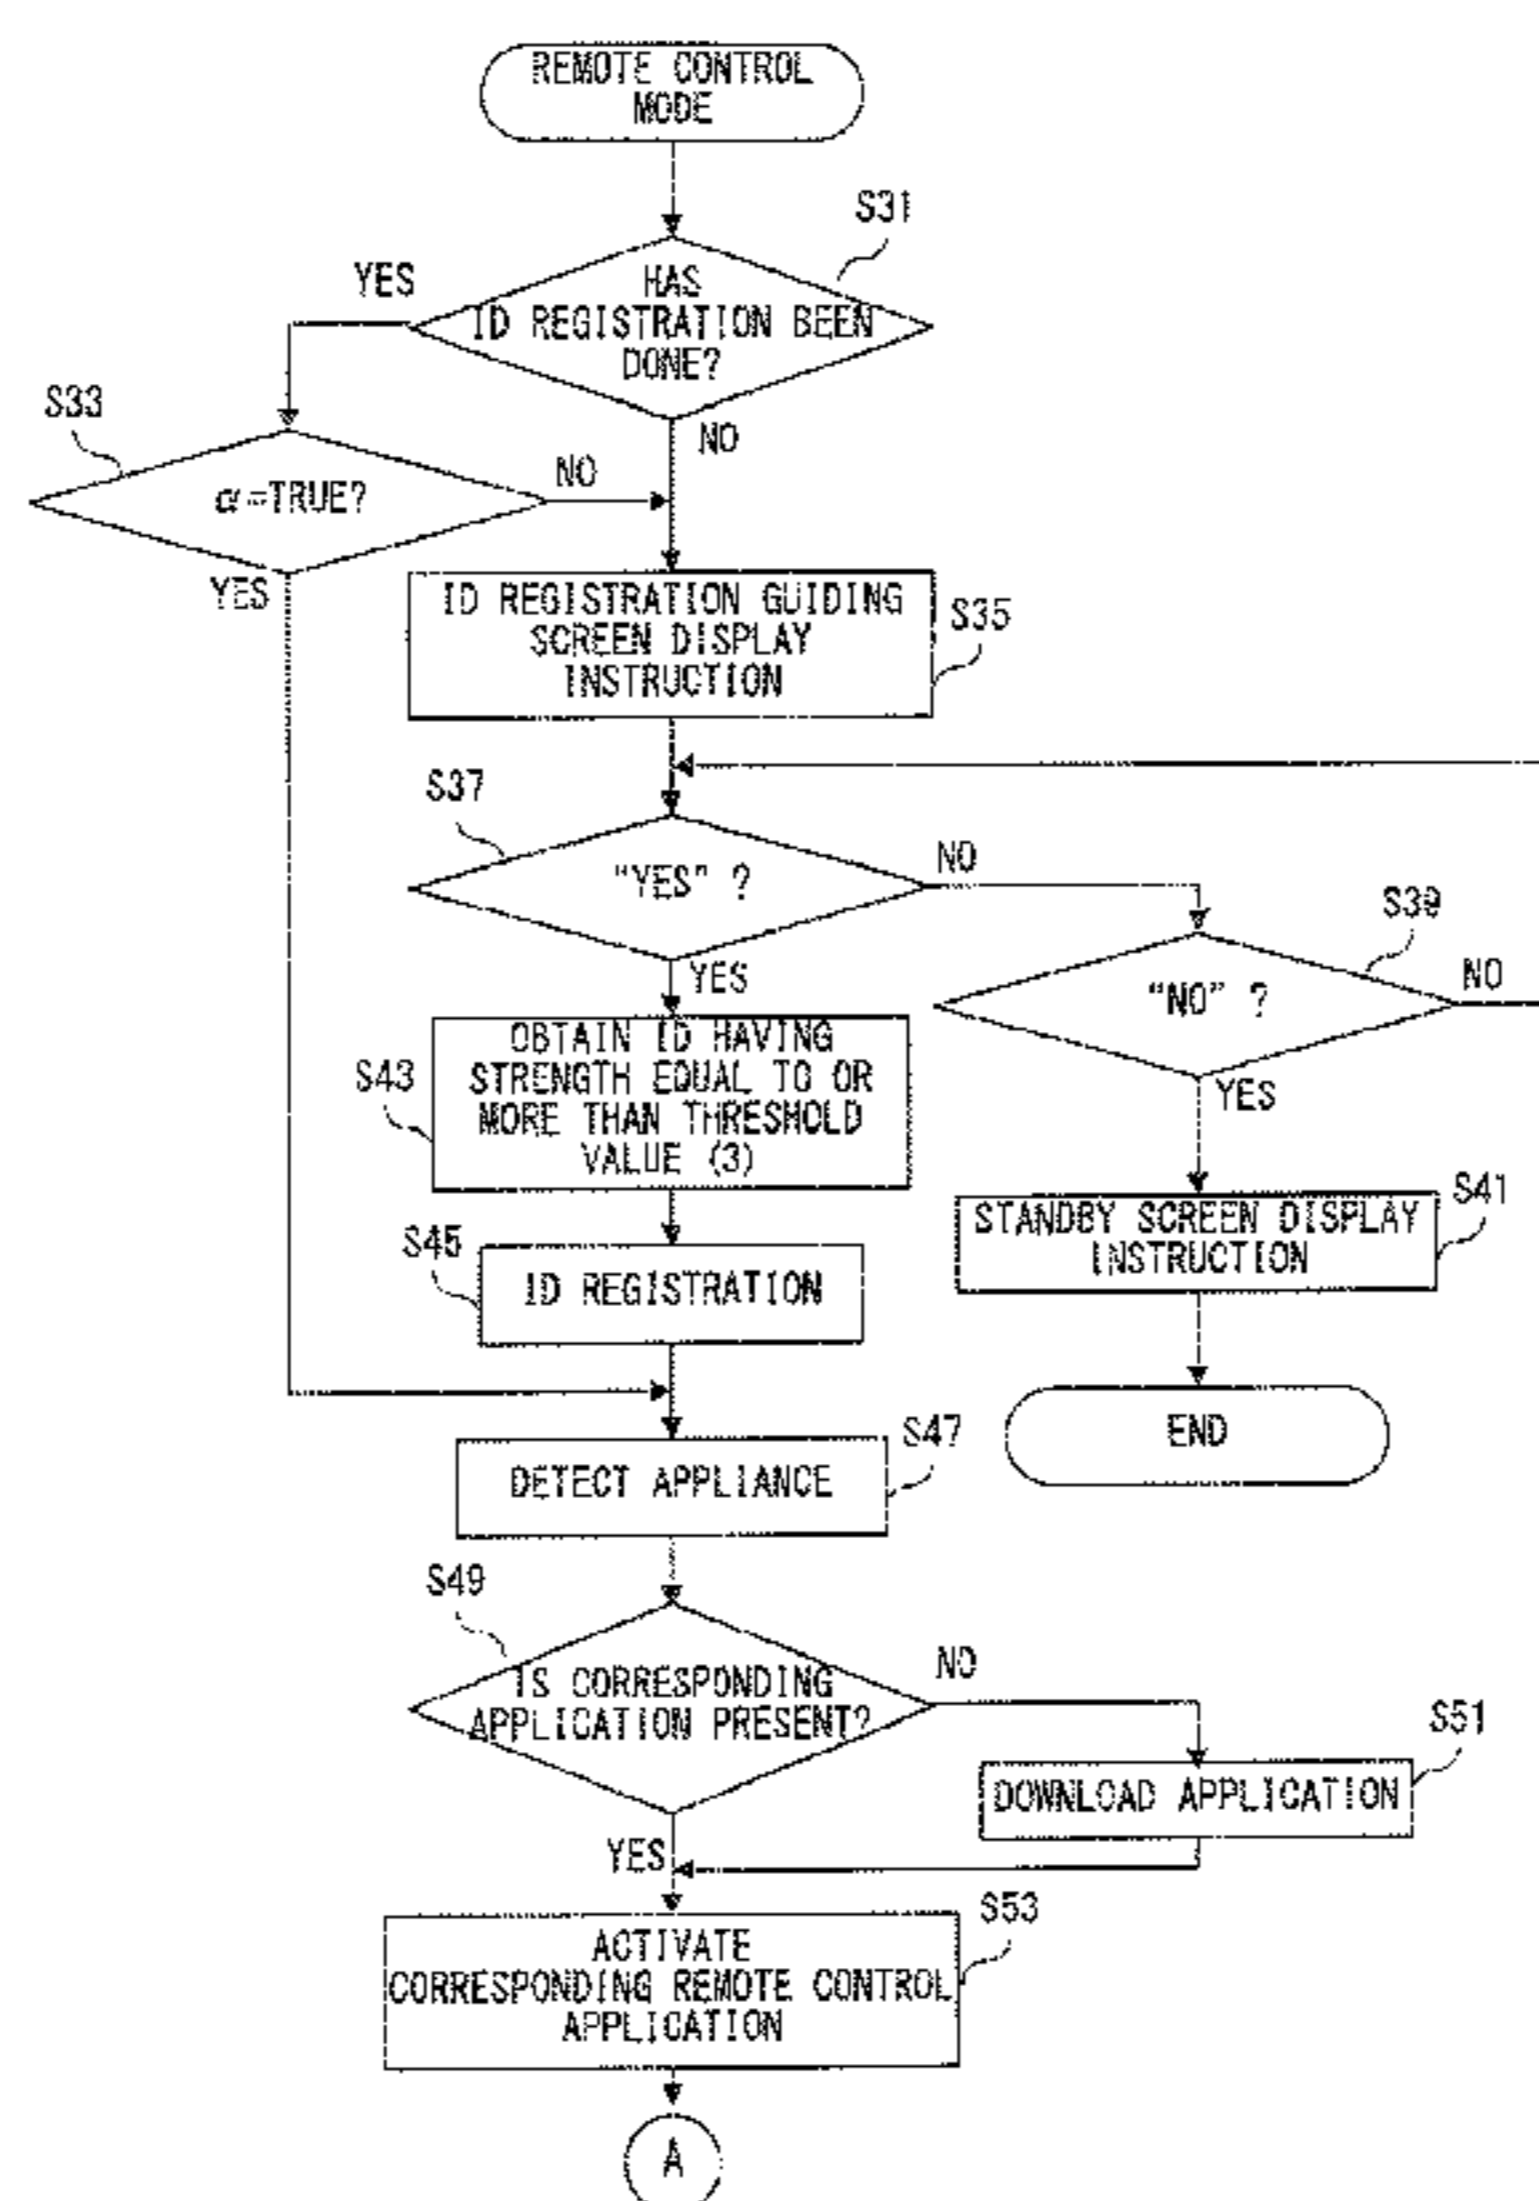 REMOTE CONTROL
MODE
S31
YES
HAS
ID REGISTRATION BEEN
DONE?
S33
NO
NO
α=TRUE?
YES
ID REGISTRATION GUIDING
SCREEN DISPLAY
INSTRUCTION
S35
S37
"YES" ?
NO
S39
YES
"NO" ?
NO
S43
OBTAIN ID HAVING
STRENGTH EQUAL TO OR
MORE THAN THRESHOLD
VALUE (3)
YES
S41
STANDBY SCREEN DISPLAY
INSTRUCTION
S45
ID REGISTRATION
END
S47
DETECT APPLIANCE
S49
IS CORRESPONDING
APPLICATION PRESENT?
NO
S51
DOWNLOAD APPLICATION
YES
S53
ACTIVATE
CORRESPONDING REMOTE CONTROL
APPLICATION
A